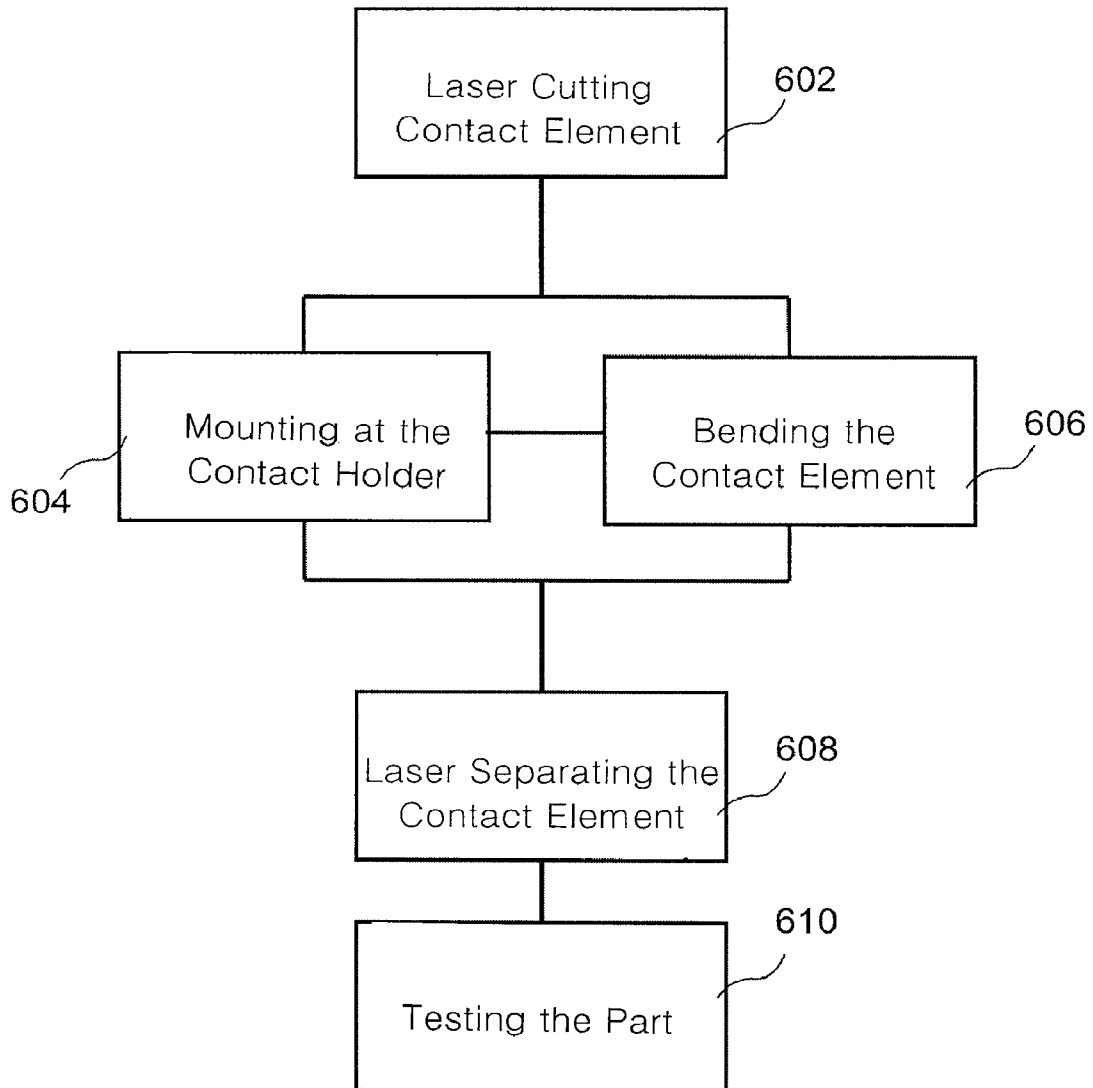 Laser Cutting
Contact Element
602
Mounting at the
Contact Holder
604
Bending the
Contact Element
606
Laser Separating the
Contact Element
608
Testing the Part
610